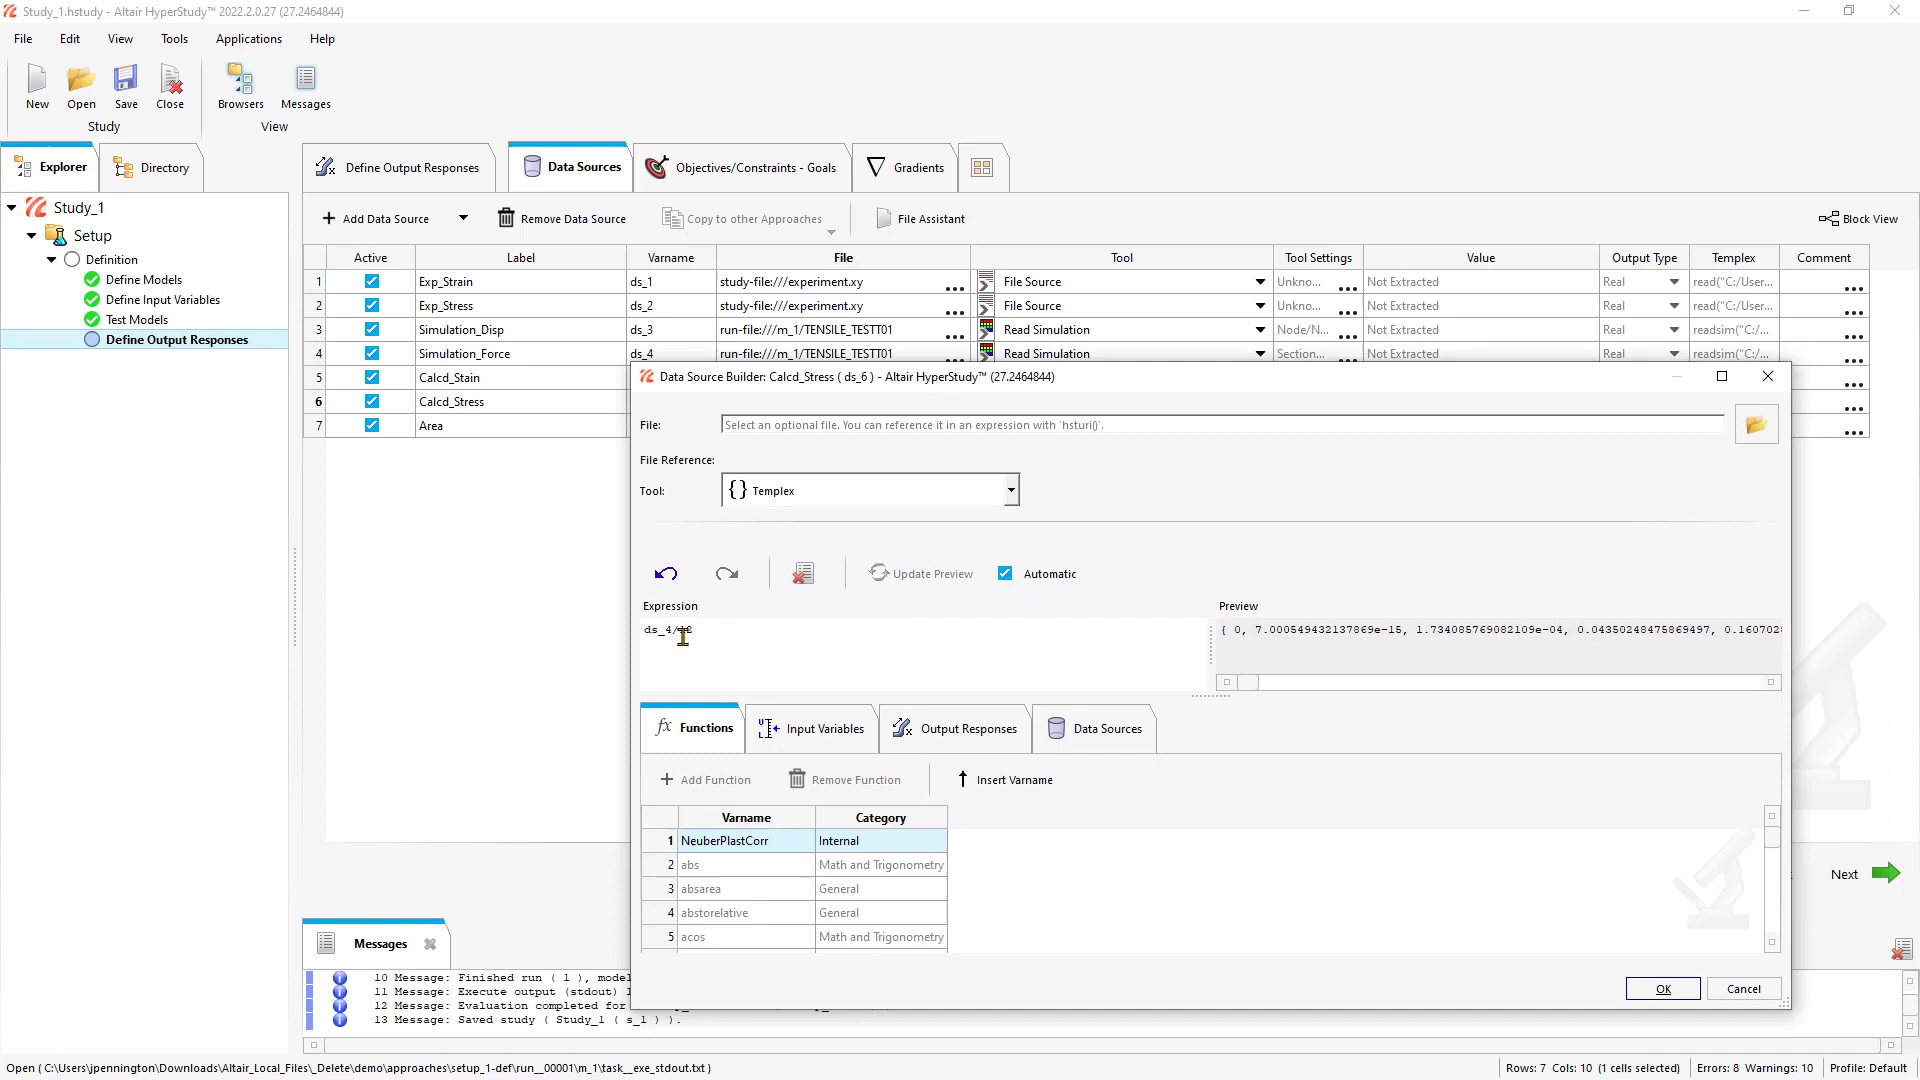 Study_1.hstudy - Altair HyperStudy™ 2022.2.0.27 (27.2464844)
File Edit View Tools Applications Help
New Open Save Close Browsers Messages
Study View
Explorer Directory Define Output Responses Data Sources Objectives/Constraints - Goals Gradients
Study_1
Setup
Definition
Define Models
Define Input Variables
Test Models
Define Output Responses
Add Data Source Remove Data Source Copy to other Approaches File Assistant Block View
Active Label Varname File Tool Tool Settings Value Output Type Templex Comment
1 Exp_Strain ds_1 study-file:///experiment.xy ... File Source Unkno... ... Not Extracted Real read("C:/User... ...
2 Exp_Stress ds_2 study-file:///experiment.xy ... File Source Unkno... ... Not Extracted Real read("C:/User... ...
3 Simulation_Disp ds_3 run-file:///m_1/TENSILE_TESTT01 ... Read Simulation Node/N... ... Not Extracted Real readsim("C:/... ...
4 Simulation_Force ds_4 run-file:///m_1/TENSILE_TESTT01 ... Read Simulation Section... ... Not Extracted Real readsim("C:/... ...
5 Calcd_Stain ...
6 Calcd_Stress ...
7 Area ...
Data Source Builder: Calcd_Stress ( ds_6 ) - Altair HyperStudy™ (27.2464844)
File: Select an optional file. You can reference it in an expression with 'hsturi()'.
File Reference:
Tool: {} Templex
Update Preview Automatic
Expression Preview
ds_4/ { 0, 7.000549432137869e-15, 1.734085769082109e-04, 0.04350248475869497, 0.160702
fx Functions Input Variables Output Responses Data Sources
Add Function Remove Function Insert Varname
Varname Category
1 NeuberPlastCorr Internal
2 abs Math and Trigonometry
3 absarea General
4 abstorelative General
5 acos Math and Trigonometry
OK Cancel
Next
Messages
10 Message: Finished run ( 1 ), model
11 Message: Execute output (stdout)
12 Message: Evaluation completed for
13 Message: Saved study ( Study_1 ( s_1 ) ).
Open ( C:\Users\jpennington\Downloads\Altair_Local_Files\_Delete\demo\approaches\setup_1-def\run__00001\m_1\task__exe_stdout.txt ) Rows: 7 Cols: 10 (1 cells selected) Errors: 8 Warnings: 10 Profile: Default